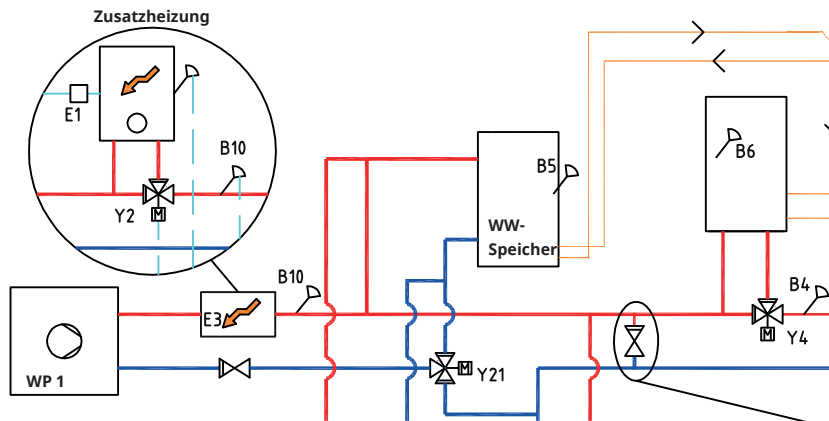 Zusatzheizung
E1
B10
Y2
M
B5
WW-
Speicher
B6
B10
E3
B4
M
Y4
WP 1
M
Y21